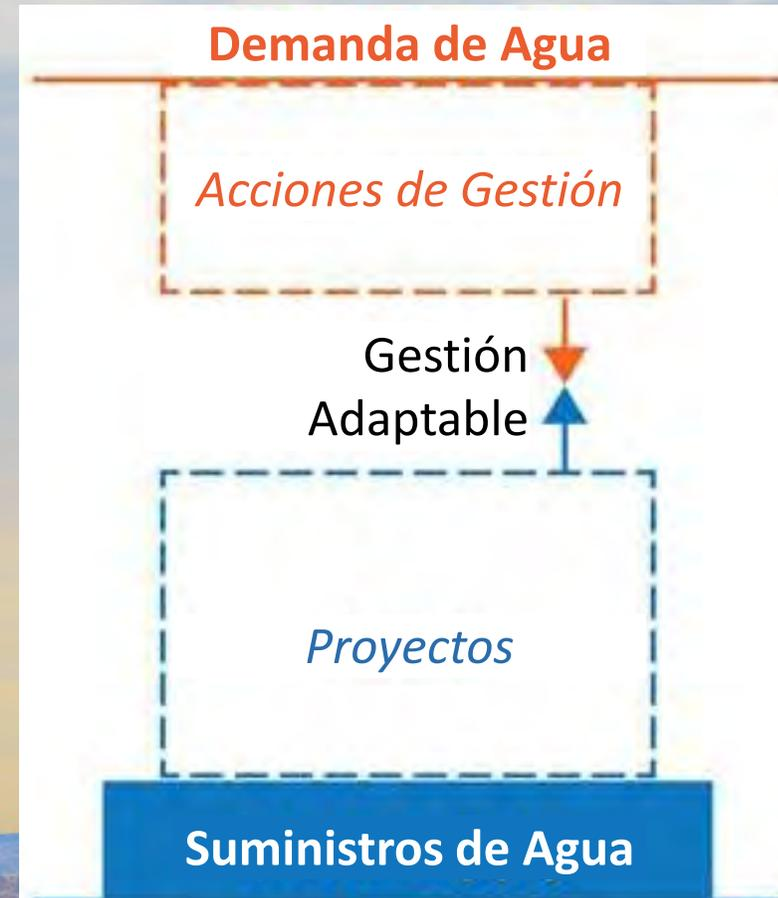 Demanda de Agua
Acciones de Gestión
Gestión
Adaptable
Proyectos
Suministros de Agua